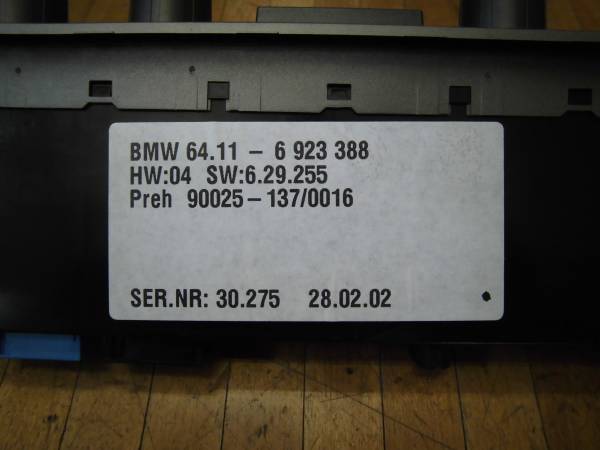 BMW 64.11 – 6 923 388
HW:04 SW:6.29.255
Preh 90025–137/0016
SER.NR: 30.275 28.02.02